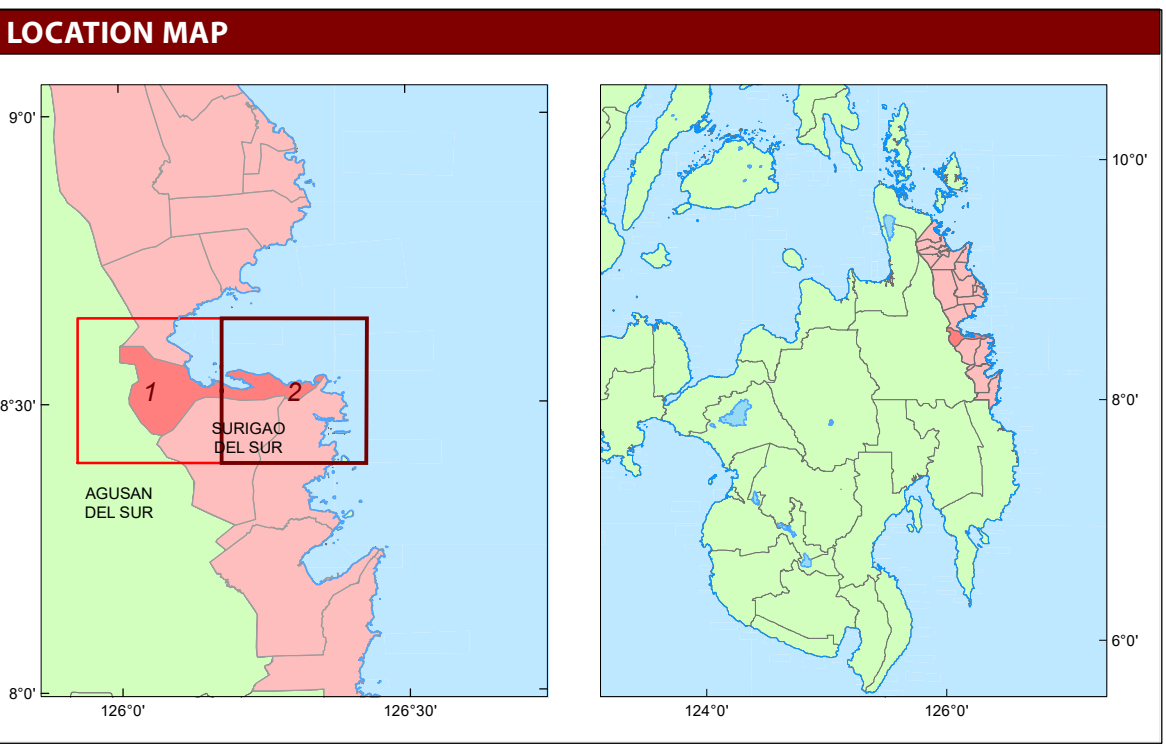 LOCATION MAP
9°0'
8°30'
8°0'
126°0'
126°30'
1
2
SURIGAO
DEL SUR
AGUSAN
DEL SUR
10°0'
8°0'
6°0'
124°0'
126°0'